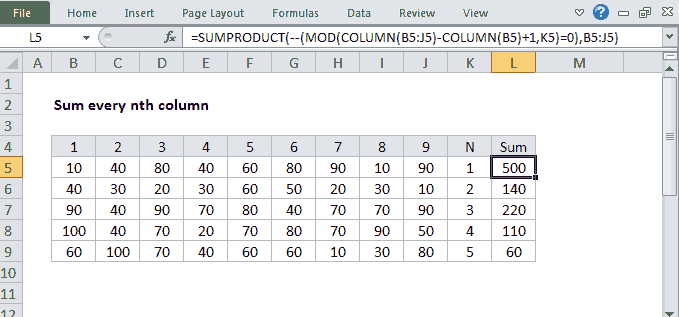 File Home Insert Page Layout Formulas Data Review View
L5 fx =SUMPRODUCT(--(MOD(COLUMN(B5:J5)-COLUMN(B5)+1,K5)=0),B5:J5)
A B C D E F G H I J K L M
1
2 Sum every nth column
3
4 1 2 3 4 5 6 7 8 9 N Sum
5 10 40 80 40 60 80 90 10 90 1 500
6 40 30 20 30 60 50 20 30 10 2 140
7 90 40 90 70 80 40 70 70 90 3 220
8 100 40 70 20 70 80 70 90 50 4 110
9 60 100 70 40 60 60 10 30 80 5 60
10
11
12